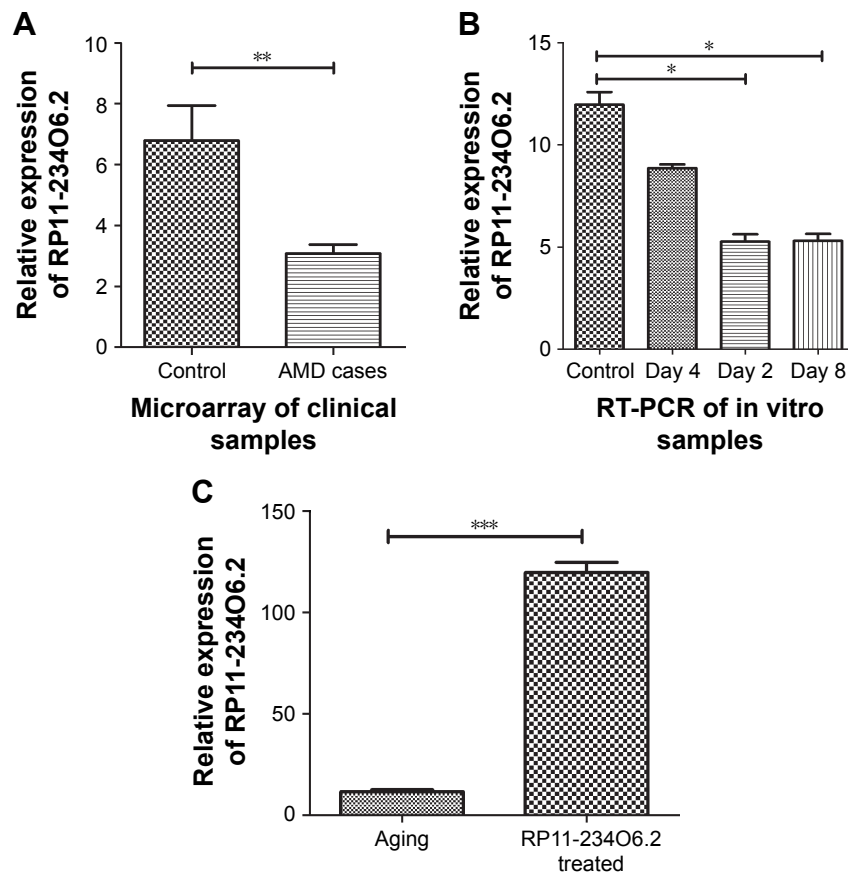 A
Relative expression
of RP11-234O6.2
10
8
6
4
2
0
**
Control AMD cases
Microarray of clinical
samples
B
Relative expression
of RP11-234O6.2
15
10
5
0
*
*
Control Day 4 Day 2 Day 8
RT-PCR of in vitro
samples
C
Relative expression
of RP11-234O6.2
150
100
50
0
***
Aging RP11-234O6.2
treated